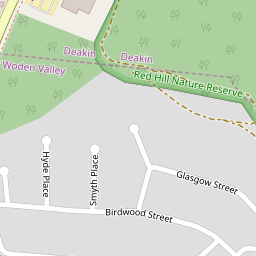 Deakin
Deakin
Woden Valley
Red Hill Nature Reserve
Hyde Place
Smyth Place
Glasgow Street
Birdwood Street